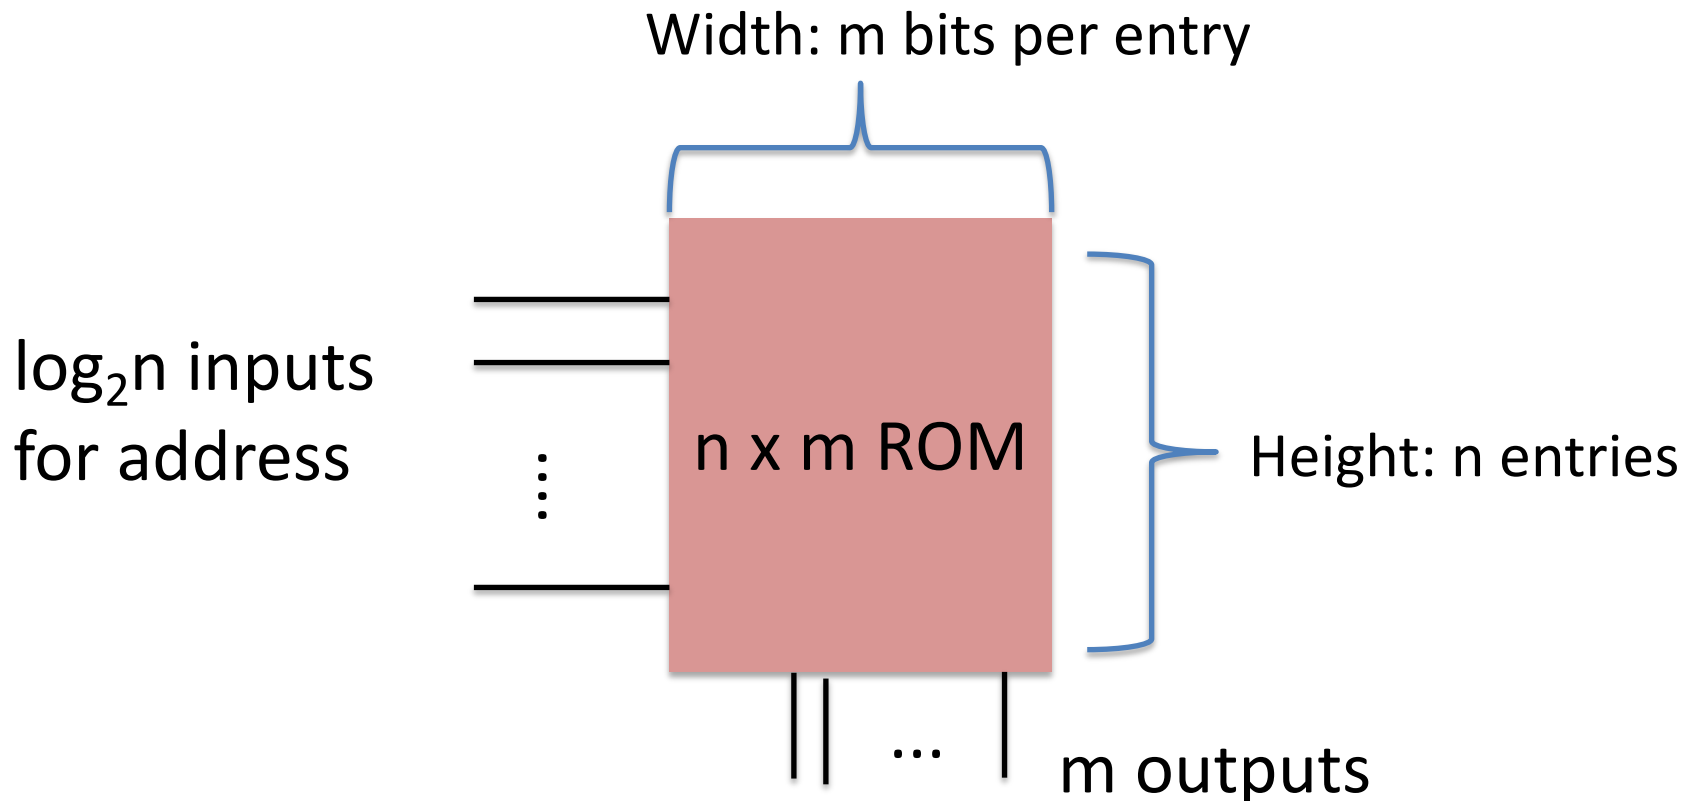 Width: m bits per entry
log₂n inputs
for address
n x m ROM
Height: n entries
...
m outputs